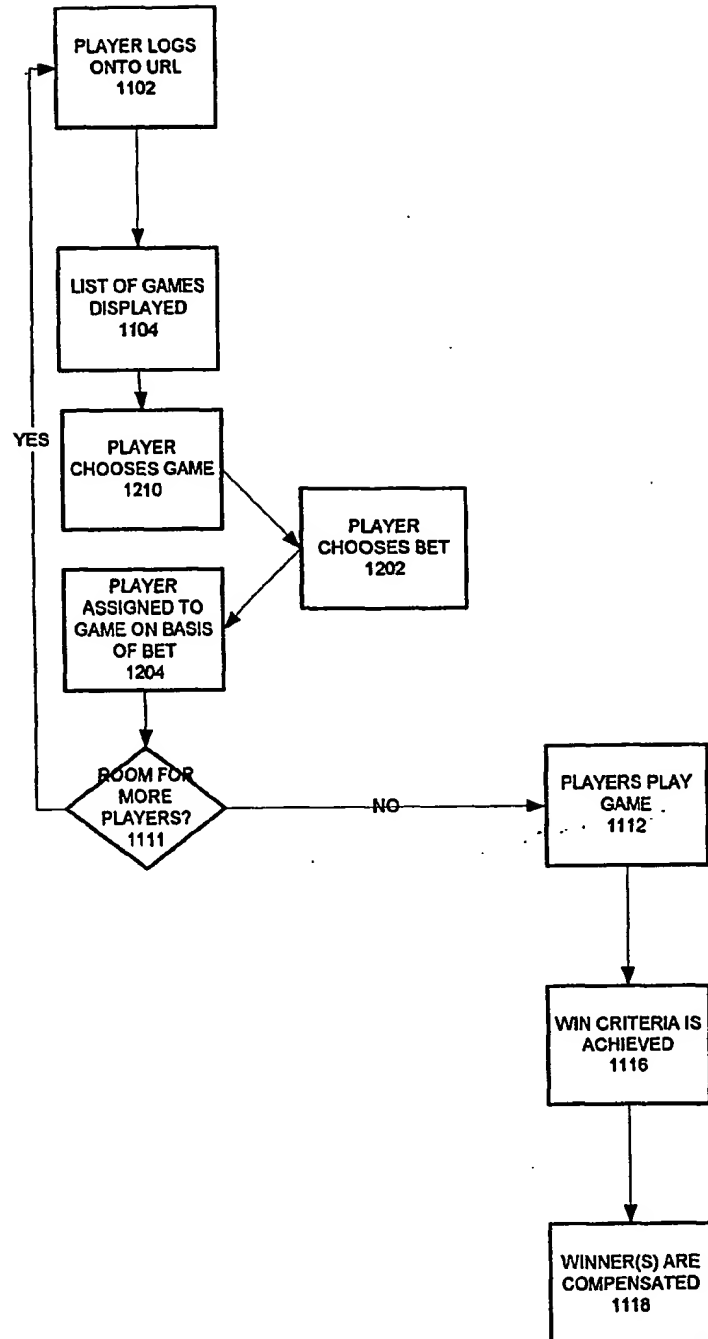 PLAYER LOGS
ONTO URL
1102
LIST OF GAMES
DISPLAYED
1104
YES
PLAYER
CHOOSES GAME
1210
PLAYER
CHOOSES BET
1202
PLAYER
ASSIGNED TO
GAME ON BASIS
OF BET
1204
ROOM FOR
MORE
PLAYERS?
1111
NO
PLAYERS PLAY
GAME
1112
WIN CRITERIA IS
ACHIEVED
1116
WINNER(S) ARE
COMPENSATED
1118